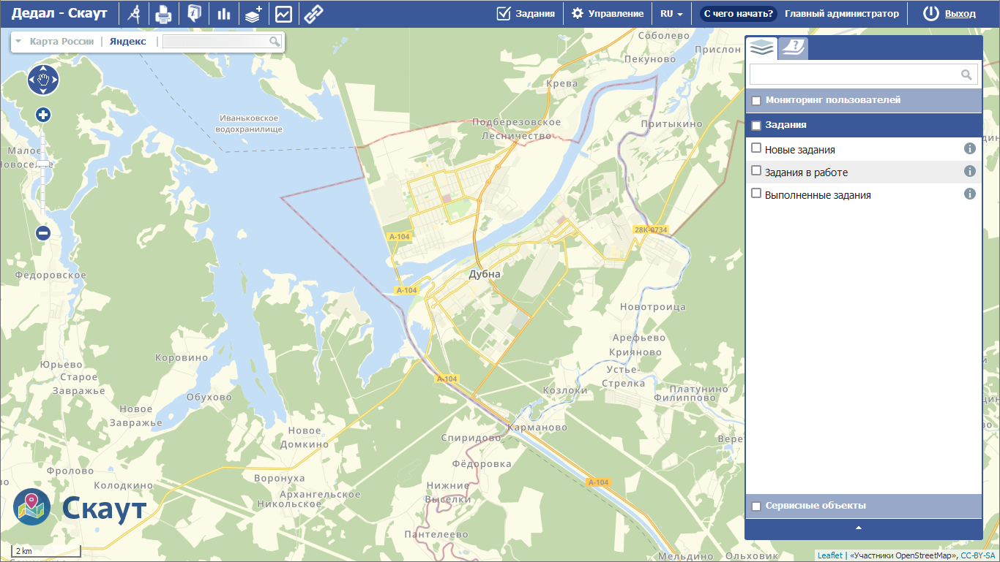 Дедал - Скаут
Задания
Управление
RU
С чего начать?
Главный администратор
Выход
Карта России | Яндекс
Мониторинг пользователей
Задания
Новые задания
Задания в работе
Выполненные задания
Сервисные объекты
Соболево
Пекуново
Прислон
Крева
Иваньковское
водохранилище
Подберезовское
Лесничество
Притыкино
Малое
А-104
28К-0734
Фёдоровское
Дубна
А-104
Новотроица
Арефьево
Крияново
Коровино
Юрьево
Старое
Завражье
Устье-
Стрелка
А-104
Козлоки
Платунино
Филиппово
Обухово
Новое
Завражье
Карманово
Новое
Домкино
Спиридово
Фёдоровка
Фролово
Колодкино
Воронуха
Архангельское
Никольское
Нижние
Выселки
А-104
Скаут
Пантелеево
2 km
Мельдино
Ольховик
Leaflet | «Участники OpenStreetMap», CC-BY-SA